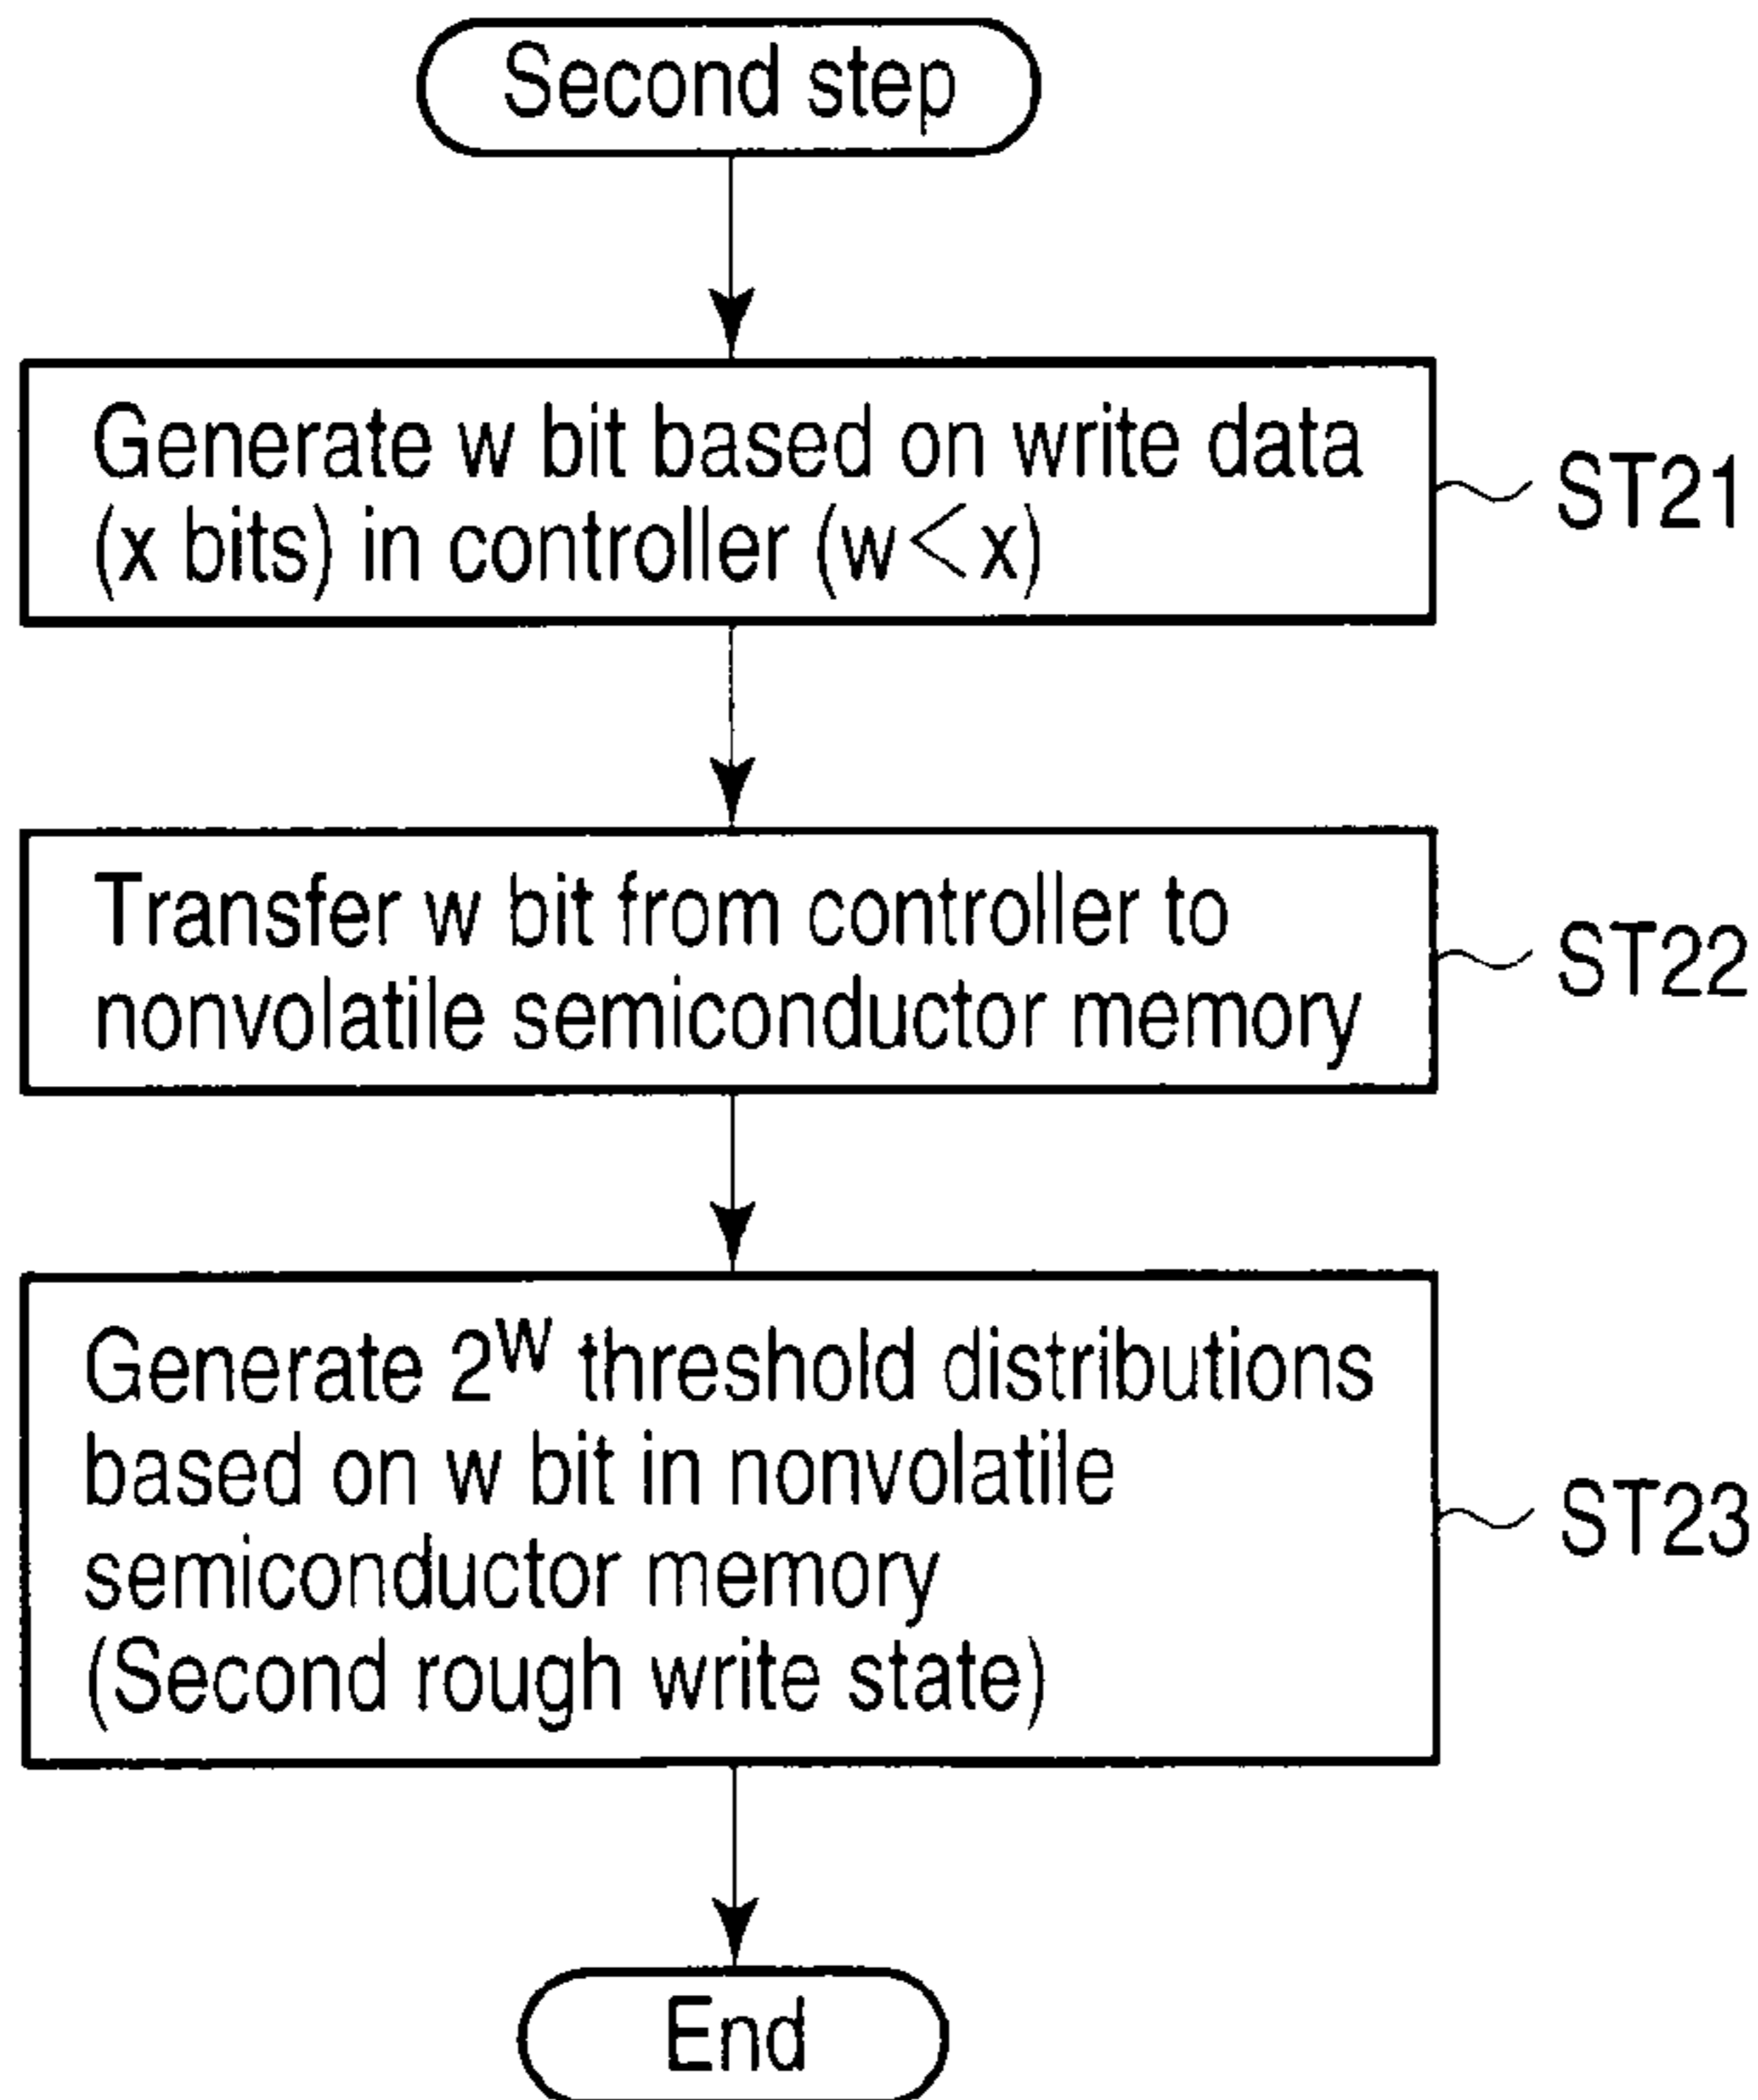 Second step
Generate w bit based on write data
(x bits) in controller (w<x)
ST21
Transfer w bit from controller to
nonvolatile semiconductor memory
ST22
Generate 2^W threshold distributions
based on w bit in nonvolatile
semiconductor memory
(Second rough write state)
ST23
End